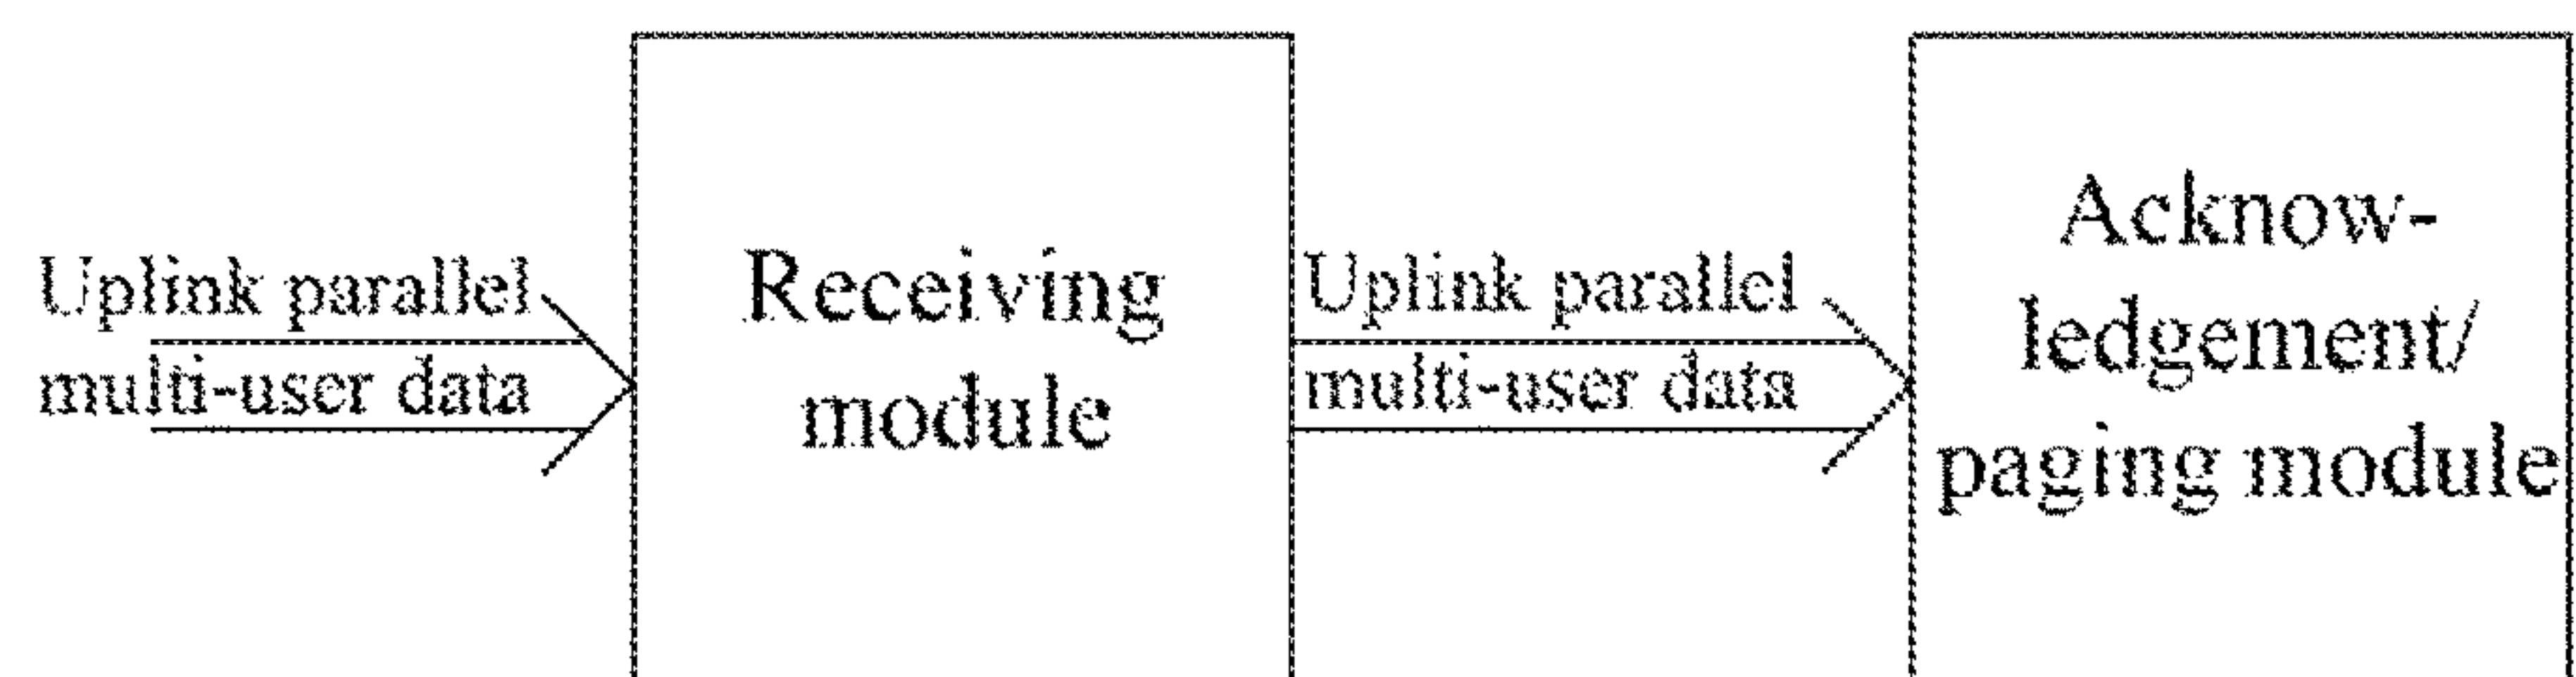 Uplink parallel
multi-user data
Receiving
module
Uplink parallel
multi-user data
Acknow-
ledgement/
paging module